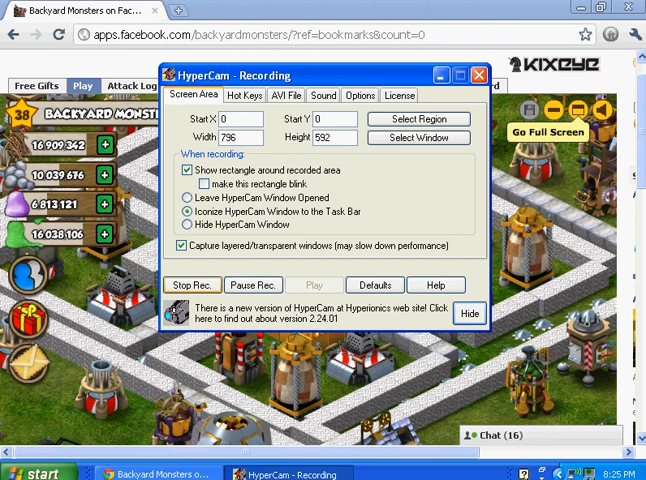 Backyard Monsters on Fac
apps.facebook.com/backyardmonsters/?ref=bookmarks&count=0
KIXEYE
Free Gifts Play Attack Log
38 BACKYARD MONST
Go Full Screen
16 909 342
10 039 676
6 813 121
16 038 106
HyperCam - Recording
Screen Area Hot Keys AVI File Sound Options License
Start X 0 Start Y 0 Select Region
Width 796 Height 592 Select Window
When recording:
Show rectangle around recorded area
make this rectangle blink
Leave HyperCam Window Opened
Iconize HyperCam Window to the Task Bar
Hide HyperCam Window
Capture layered/transparent windows (may slow down performance)
Stop Rec. Pause Rec. Play Defaults Help
There is a new version of HyperCam at Hyperionics web site! Click
here to find out about version 2.24.01
Hide
Chat (16)
start Backyard Monsters o... HyperCam - Recording 8:25 PM